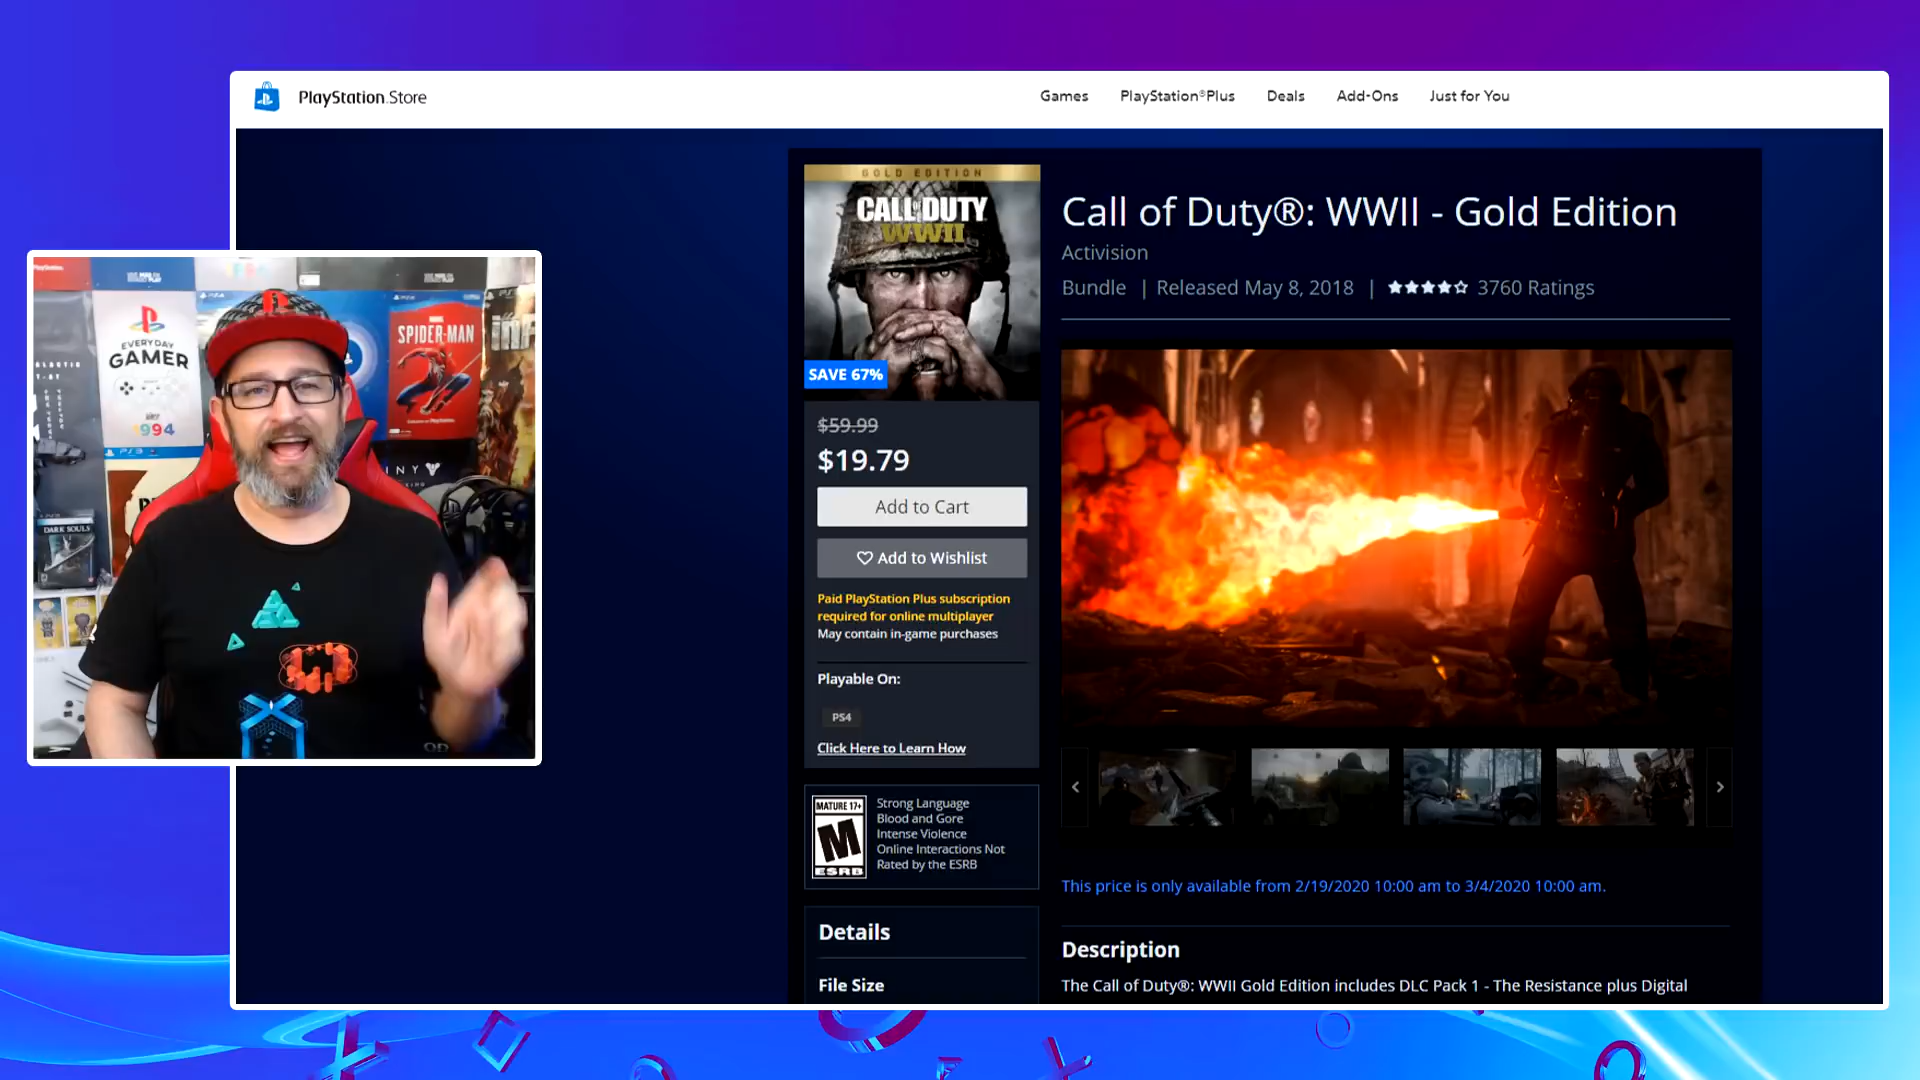 PlayStation Store
Games
PlayStation®Plus
Deals
Add-Ons
Just for You
GOLD EDITION
CALL OF DUTY
WWII
SAVE 67%
$59.99
$19.79
Add to Cart
Add to Wishlist
Paid PlayStation Plus subscription
required for online multiplayer
May contain in-game purchases
Playable On:
PS4
Click Here to Learn How
MATURE 17+
M
ESRB
Strong Language
Blood and Gore
Intense Violence
Online Interactions Not
Rated by the ESRB
Details
File Size
Call of Duty®: WWII - Gold Edition
Activision
Bundle | Released May 8, 2018 | 3760 Ratings
This price is only available from 2/19/2020 10:00 am to 3/4/2020 10:00 am.
Description
The Call of Duty®: WWII Gold Edition includes DLC Pack 1 - The Resistance plus Digital
EVERYDAY
GAMER
1994
MARVEL
SPIDER-MAN
DARK SOULS